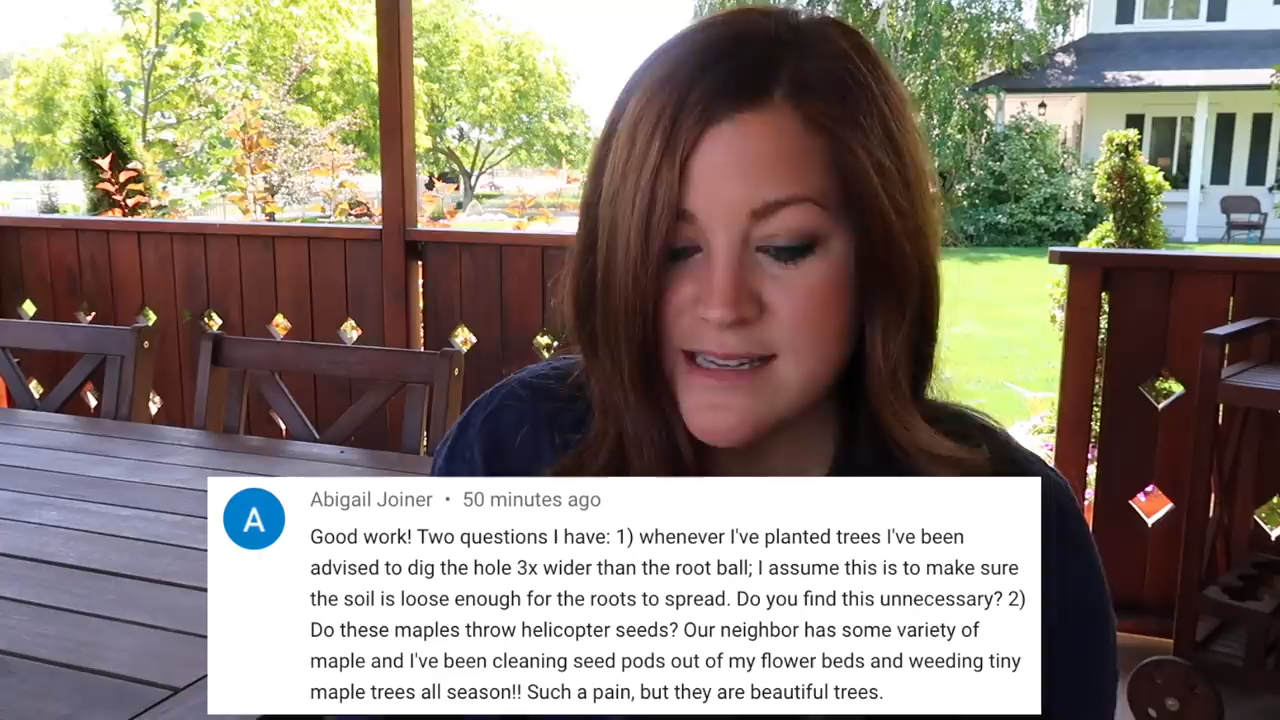 A
Abigail Joiner • 50 minutes ago
Good work! Two questions I have: 1) whenever I've planted trees I've been
advised to dig the hole 3x wider than the root ball; I assume this is to make sure
the soil is loose enough for the roots to spread. Do you find this unnecessary? 2)
Do these maples throw helicopter seeds? Our neighbor has some variety of
maple and I've been cleaning seed pods out of my flower beds and weeding tiny
maple trees all season!! Such a pain, but they are beautiful trees.